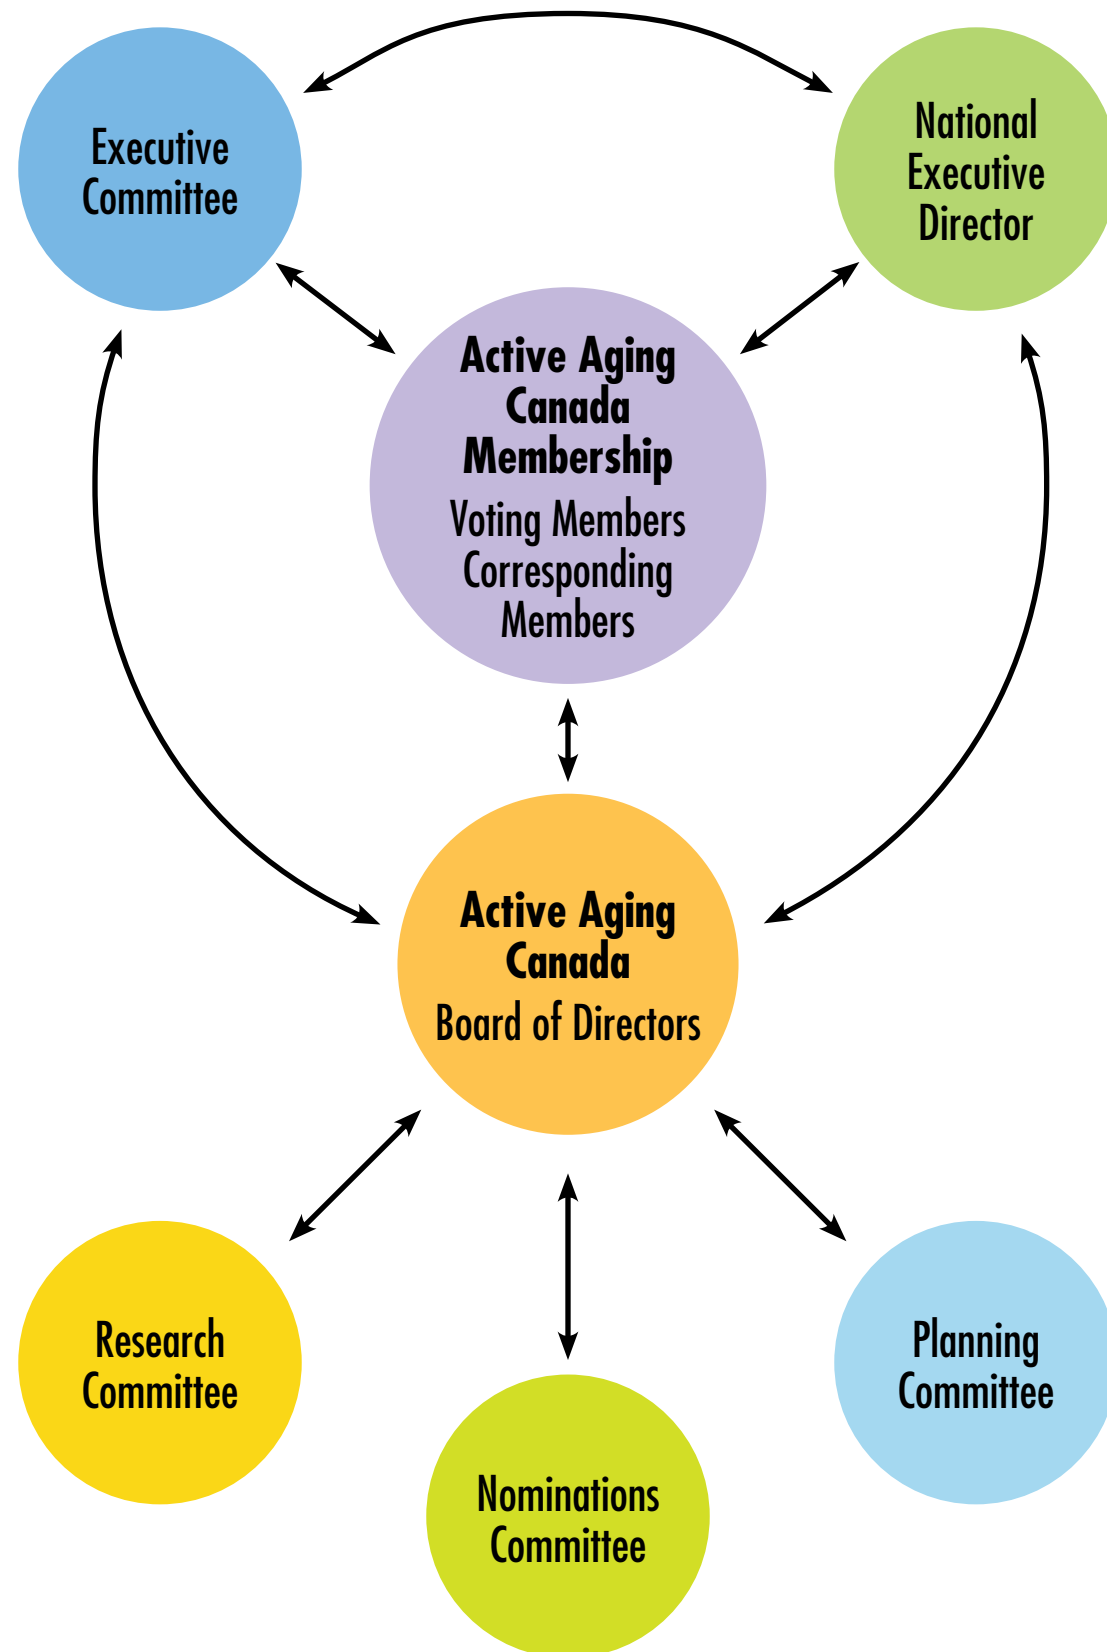 Executive
Committee
National
Executive
Director
Active Aging
Canada
Membership
Voting Members
Corresponding
Members
Active Aging
Canada
Board of Directors
Research
Committee
Nominations
Committee
Planning
Committee